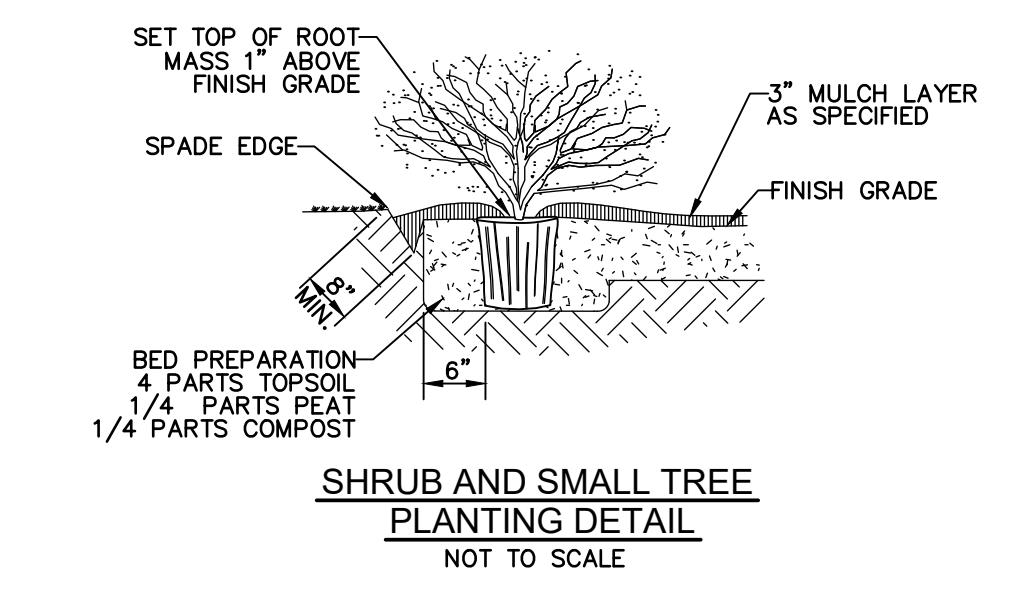 SET TOP OF ROOT
MASS 1" ABOVE
FINISH GRADE
3" MULCH LAYER
AS SPECIFIED
SPADE EDGE
FINISH GRADE
8"
MIN.
BED PREPARATION
4 PARTS TOPSOIL
1/4 PARTS PEAT
1/4 PARTS COMPOST
6"
SHRUB AND SMALL TREE
PLANTING DETAIL
NOT TO SCALE